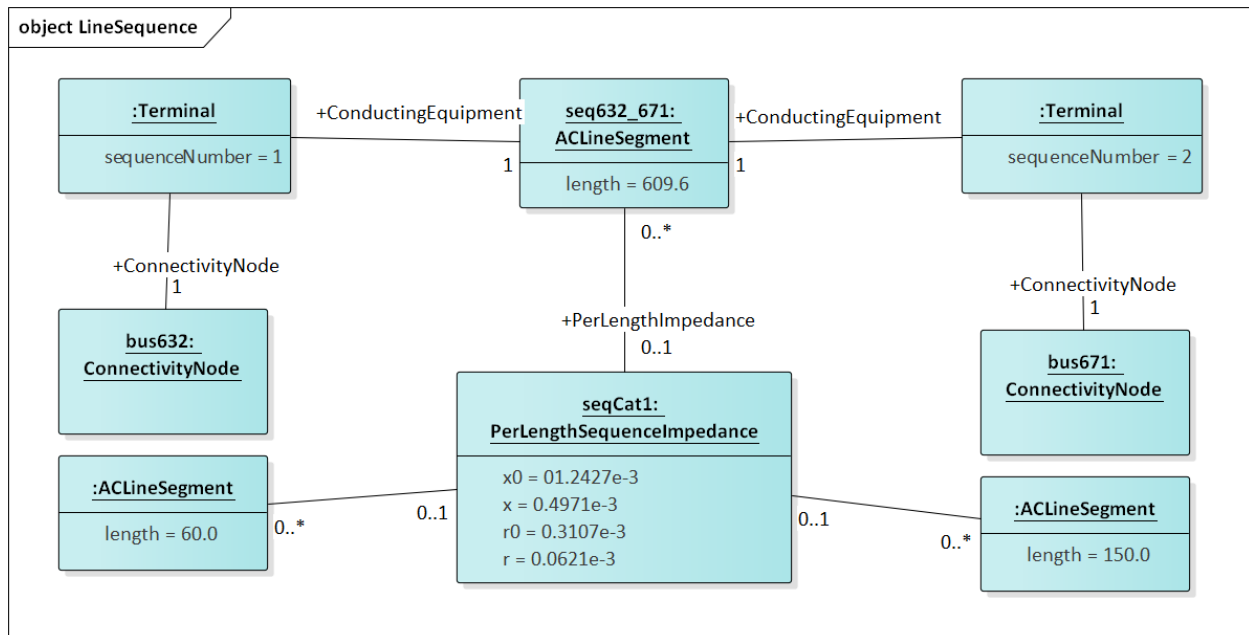 object LineSequence
:Terminal
sequenceNumber = 1
+ConductingEquipment
1
seq632_671:
ACLineSegment
length = 609.6
+ConductingEquipment
1
:Terminal
sequenceNumber = 2
0..*
+ConnectivityNode
1
+ConnectivityNode
1
+PerLengthImpedance
0..1
bus632:
ConnectivityNode
bus671:
ConnectivityNode
seqCat1:
PerLengthSequenceImpedance
x0 = 01.2427e-3
x = 0.4971e-3
r0 = 0.3107e-3
r = 0.0621e-3
:ACLineSegment
length = 60.0
0..*
0..1
0..1
0..*
:ACLineSegment
length = 150.0